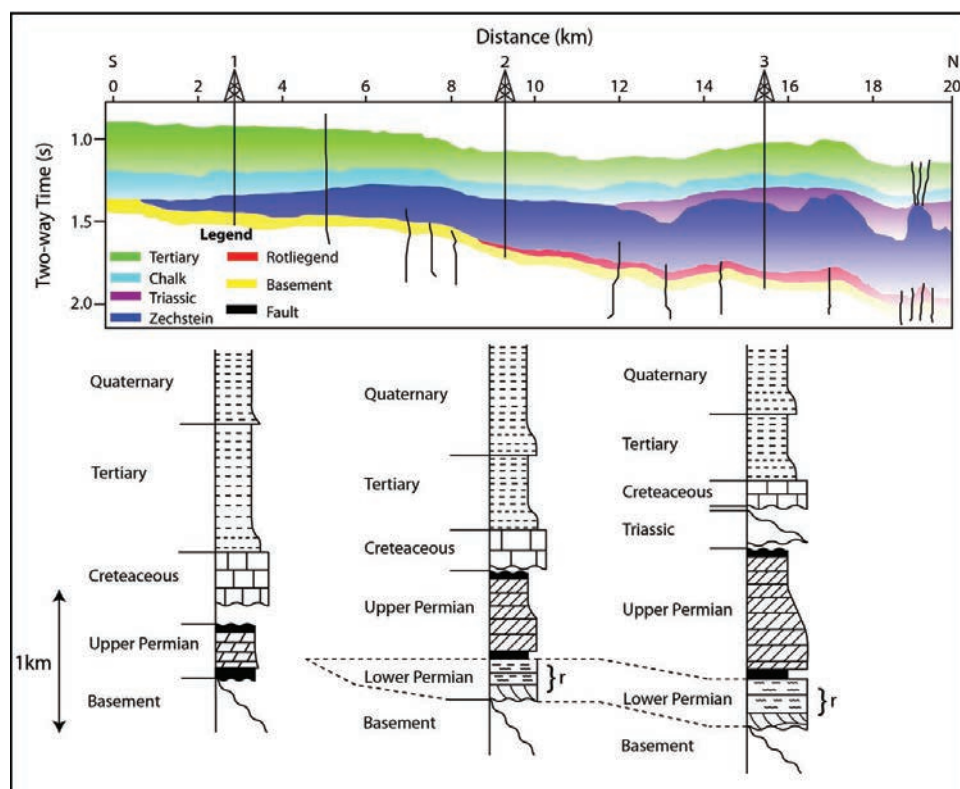 Distance (km)
S 1 2 3 N
0 2 4 6 8 10 12 14 16 18 20
Two-way Time (s)
1.0
1.5
2.0
Legend
Tertiary
Chalk
Triassic
Zechstein
Rotliegend
Basement
Fault
Quaternary
Tertiary
Creteaceous
Upper Permian
Basement
1km
Quaternary
Tertiary
Creteaceous
Upper Permian
Lower Permian
r
Basement
Quaternary
Tertiary
Creteaceous
Triassic
Upper Permian
Lower Permian
r
Basement